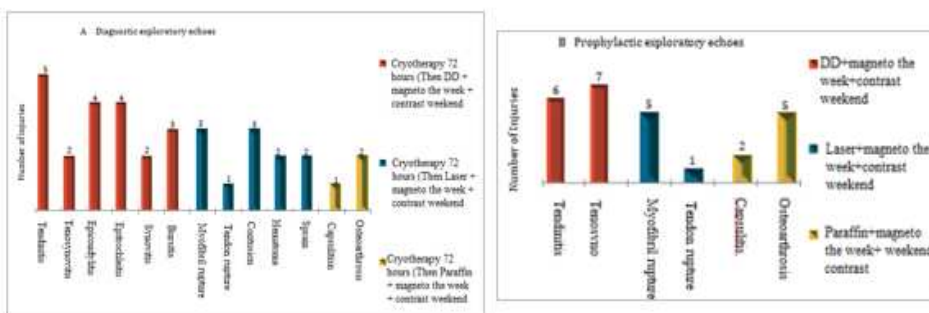 A Diagnostic exploratory echoes
Number of Injuries
5
2
4
4
2
3
3
1
3
2
2
1
2
Tendinitis
Tenosynovitis
Epicondylitis
Epitrochleitis
Synovitis
Bursitis
Myofibril rupture
Tendon rupture
Contusion
Hematoma
Sprain
Capsulitis
Osteoarthrosis
Cryotherapy 72
hours (Then DD +
magneto the week +
contrast weekend
Cryotherapy 72
hours (Then Laser +
magneto the week +
contrast weekend
Cryotherapy 72
hours (Then Paraffin
+ magneto the week
+ contrast weekend
B Prophylactic exploratory echoes
Number of Injuries
6
7
5
1
2
5
Tendinitis
Tenosyno
Myofibril rupture
Tendon rupture
Capsulitis.
Osteoarthrosis
DD+magneto the
week+contrast
weekend
Laser+magneto the
week+contrast
weekend
Paraffin+magneto
the week+ weekend
contrast